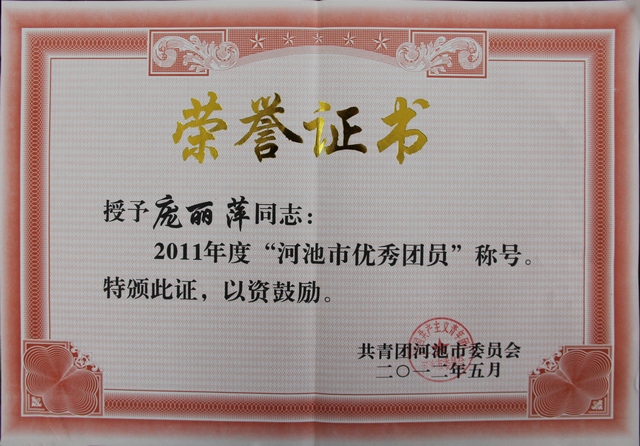 荣誉证书
授予庞丽萍同志：
2011年度“河池市优秀团员”称号。
特颁此证，以资鼓励。
共青团河池市委员会
二〇一二年五月